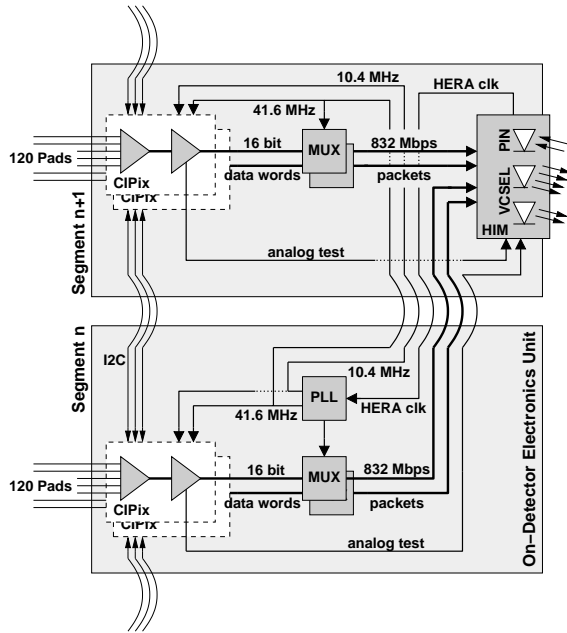 10.4 MHz
HERA clk
41.6 MHz
16 bit
MUX
832 Mbps
PIN
120 Pads
data words
packets
VCSEL
CIPix
CIPix
HIM
analog test
Segment n+1
Segment n
I2C
10.4 MHz
PLL
41.6 MHz
HERA clk
16 bit
MUX
832 Mbps
120 Pads
data words
packets
CIPix
CIPix
analog test
On-Detector Electronics Unit